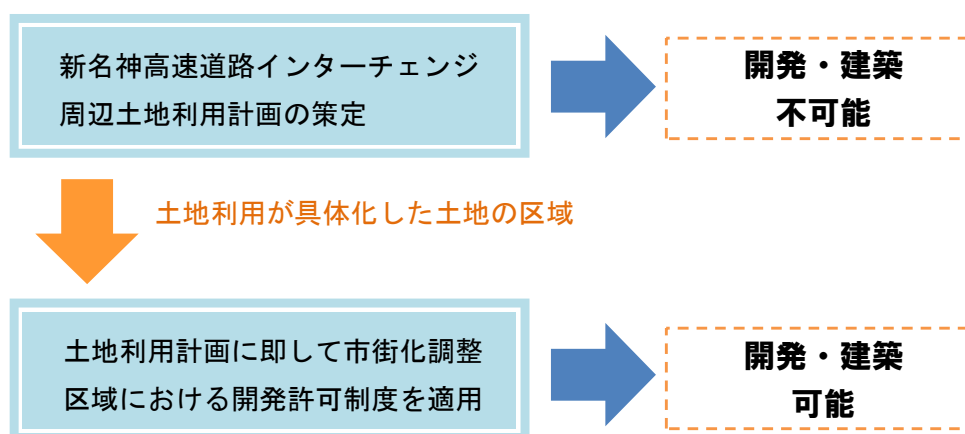 新名神高速道路インターチェンジ
周辺土地利用計画の策定
開発・建築
不可能
土地利用が具体化した土地の区域
土地利用計画に即して市街化調整
区域における開発許可制度を適用
開発・建築
可能